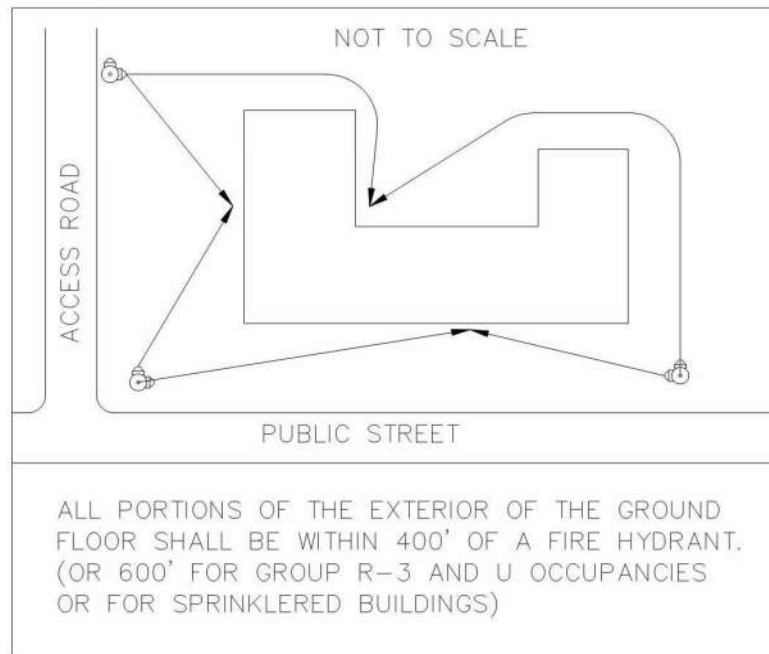 NOT TO SCALE
ACCESS ROAD
PUBLIC STREET
ALL PORTIONS OF THE EXTERIOR OF THE GROUND
FLOOR SHALL BE WITHIN 400' OF A FIRE HYDRANT.
(OR 600' FOR GROUP R-3 AND U OCCUPANCIES
OR FOR SPRINKLERED BUILDINGS)